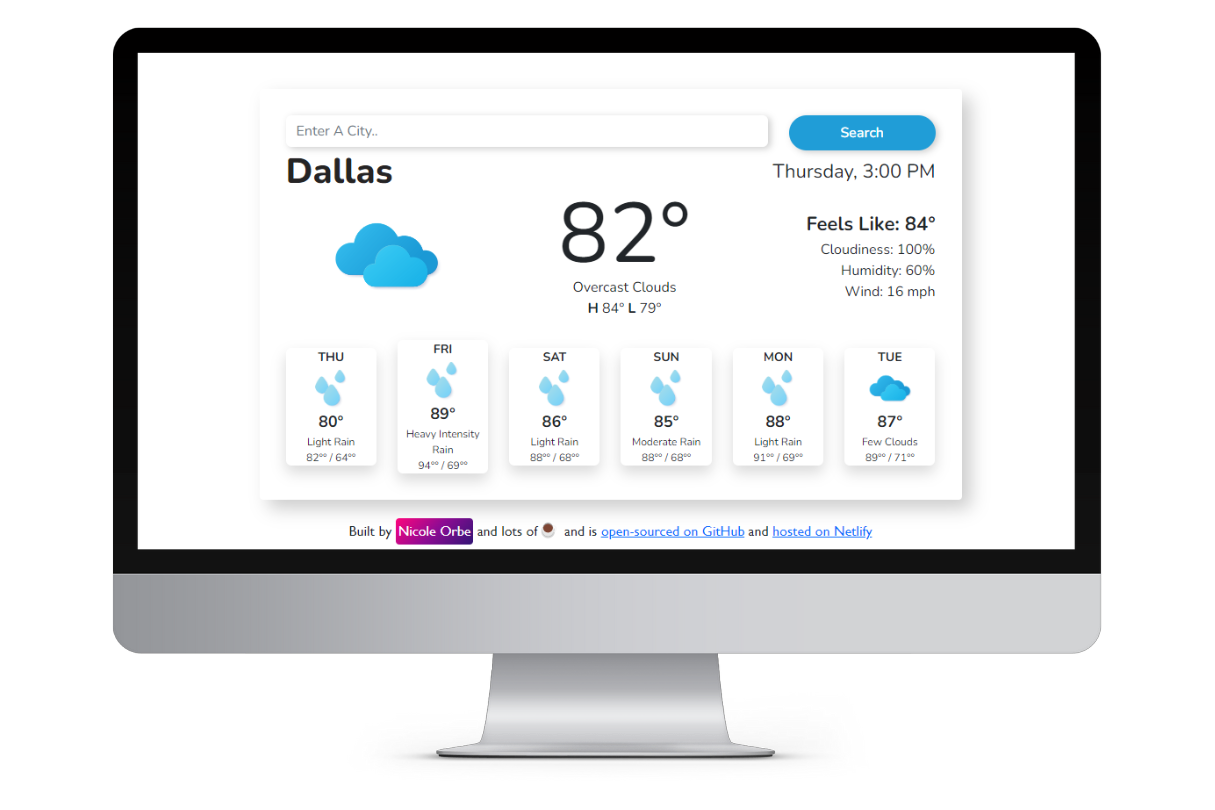 Enter A City..
Search
Dallas
Thursday, 3:00 PM
82°
Overcast Clouds
H 84° L 79°
Feels Like: 84°
Cloudiness: 100%
Humidity: 60%
Wind: 16 mph
THU
80°
Light Rain
82°° / 64°°
FRI
89°
Heavy Intensity
Rain
94°° / 69°°
SAT
86°
Light Rain
88°° / 68°°
SUN
85°
Moderate Rain
88°° / 68°°
MON
88°
Light Rain
91°° / 69°°
TUE
87°
Few Clouds
89°° / 71°°
Built by Nicole Orbe and lots of ☕ and is open-sourced on GitHub and hosted on Netlify